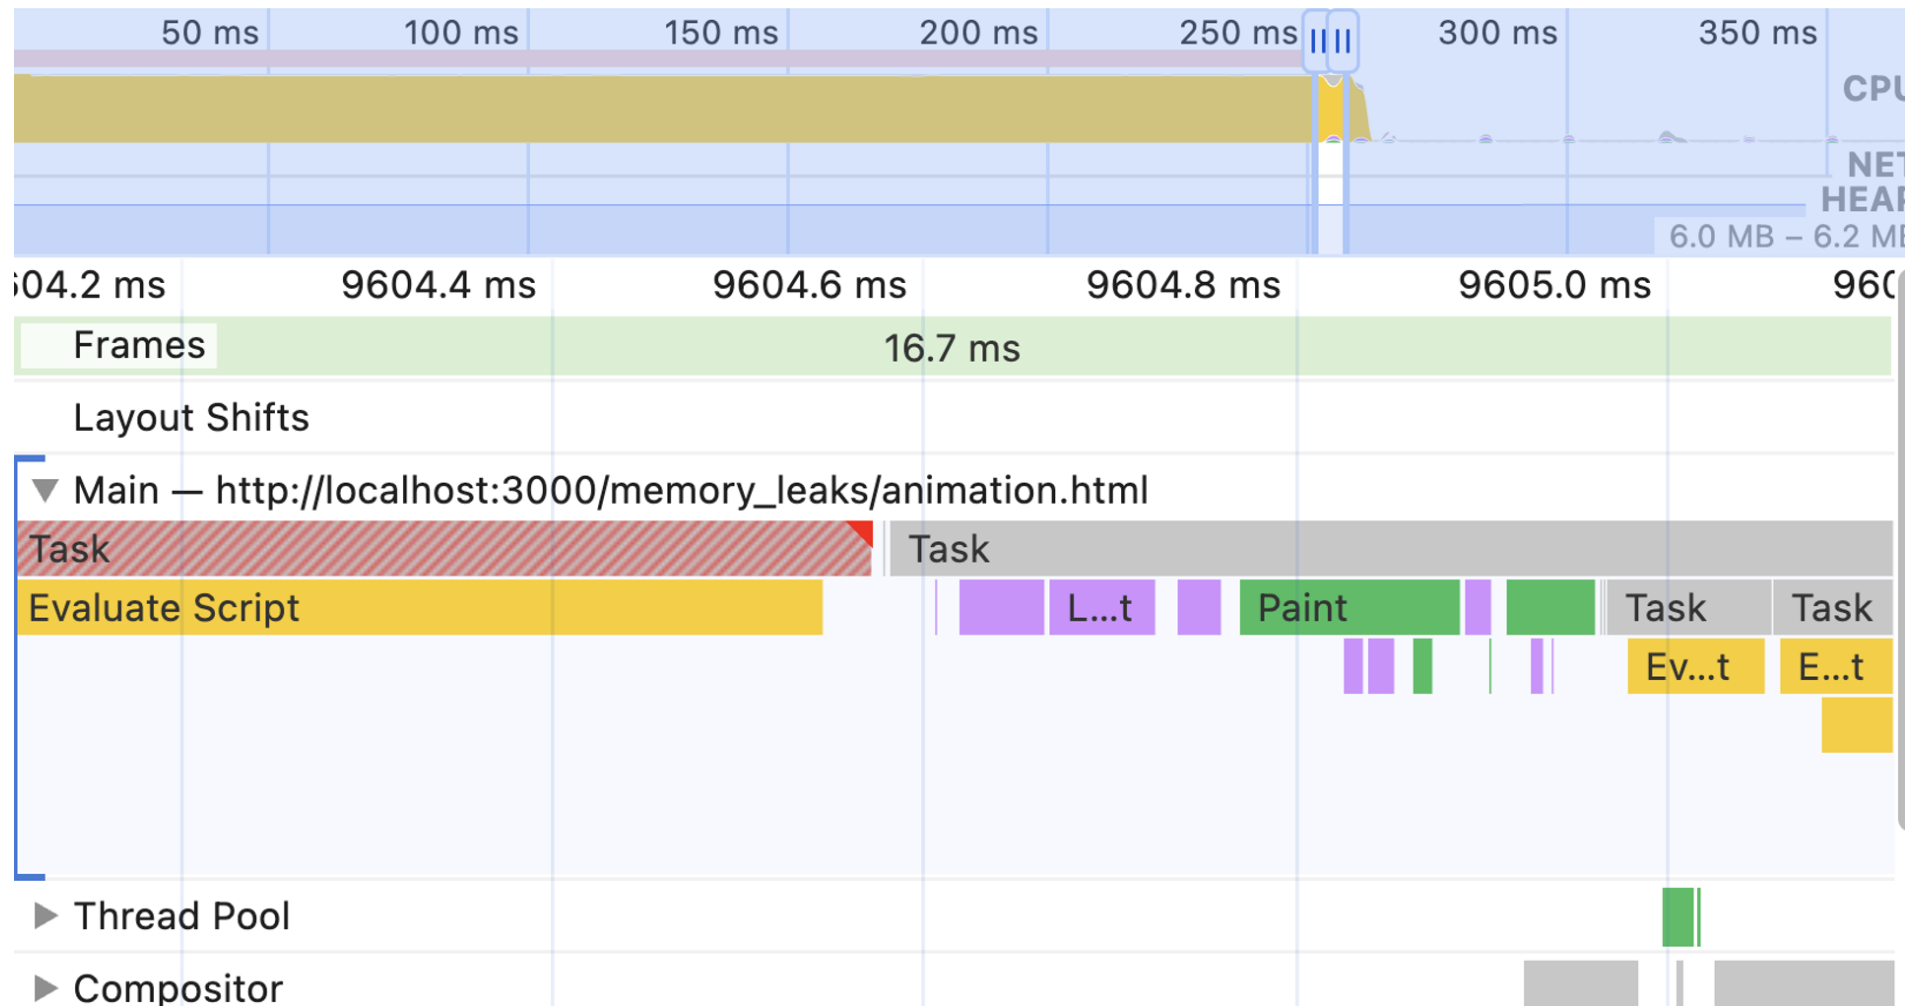 50 ms 100 ms 150 ms 200 ms 250 ms 300 ms 350 ms
CPU
NET
HEAP
6.0 MB – 6.2 MB
604.2 ms 9604.4 ms 9604.6 ms 9604.8 ms 9605.0 ms 960
Frames 16.7 ms
Layout Shifts
Main — http://localhost:3000/memory_leaks/animation.html
Task Task
Evaluate Script L...t Paint Task Task
Ev...t E...t
Thread Pool
Compositor